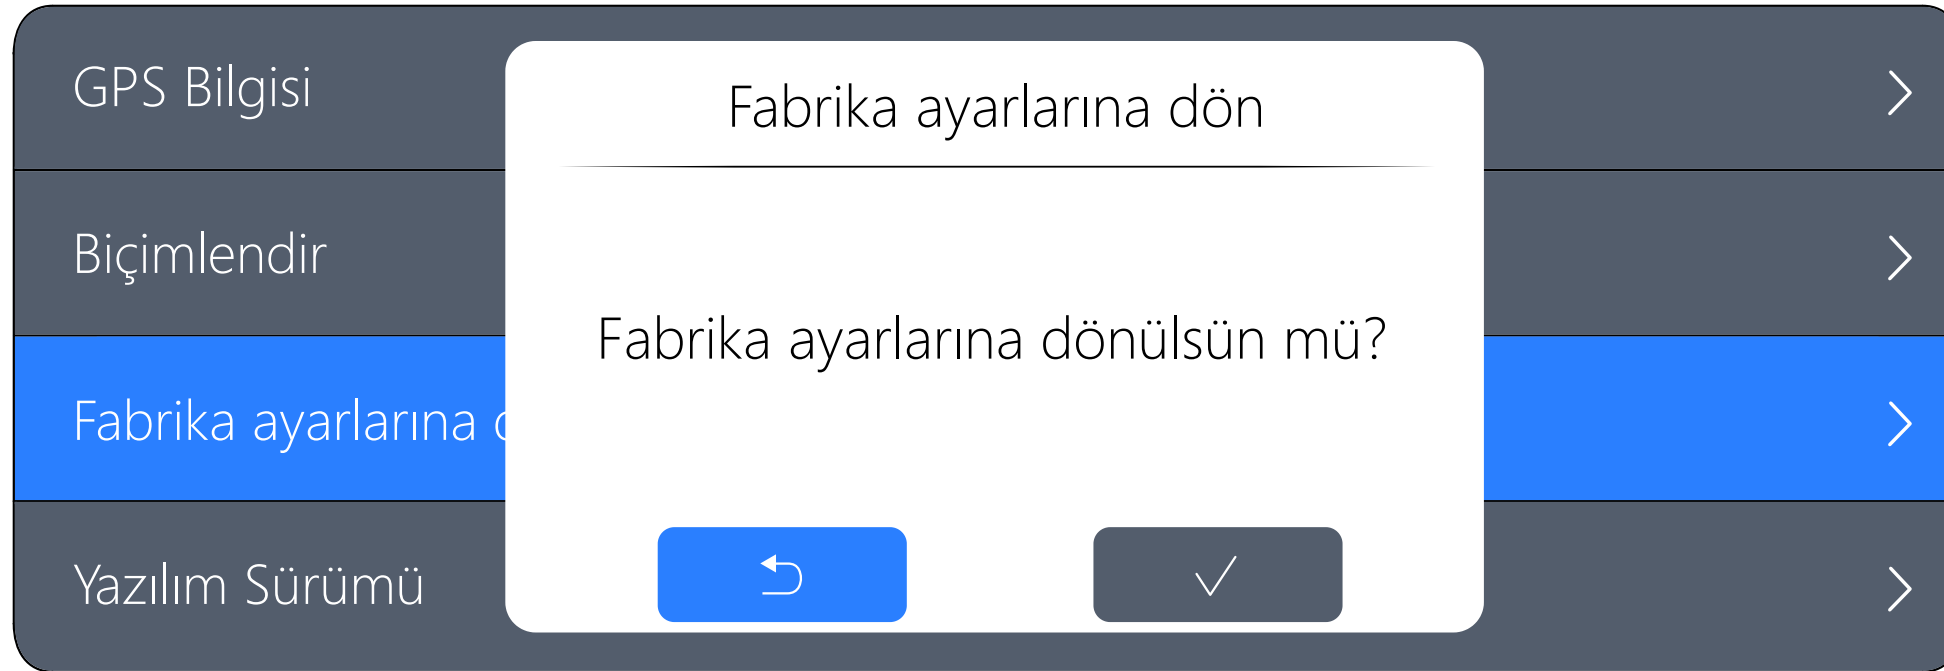 GPS Bilgisi
Biçimlendir
Fabrika ayarlarına
Yazılım Sürümü
Fabrika ayarlarına dön
Fabrika ayarlarına dönülsün mü?